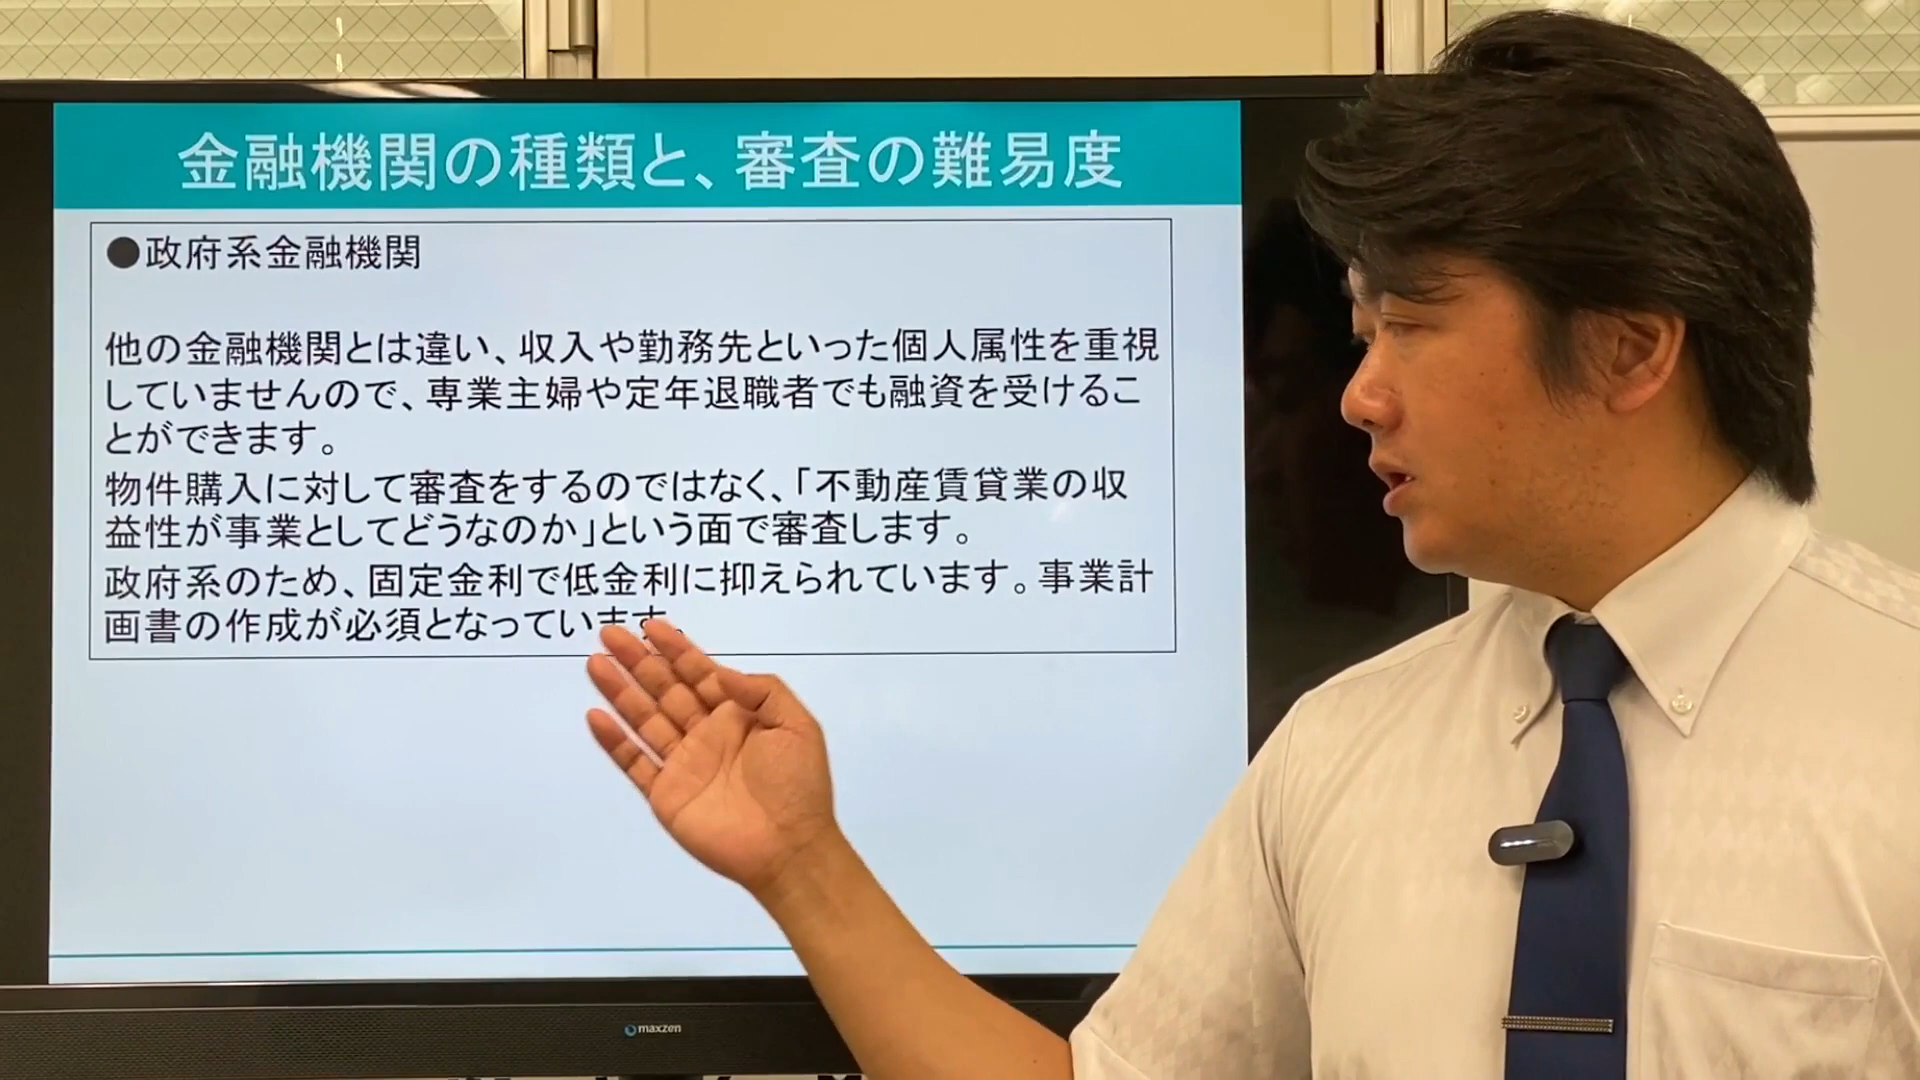 金融機関の種類と、審査の難易度
●政府系金融機関
他の金融機関とは違い、収入や勤務先といった個人属性を重視
していませんので、専業主婦や定年退職者でも融資を受けるこ
とができます。
物件購入に対して審査をするのではなく、「不動産賃貸業の収
益性が事業としてどうなのか」という面で審査します。
政府系のため、固定金利で低金利に抑えられています。事業計
画書の作成が必須となっています。
maxzen